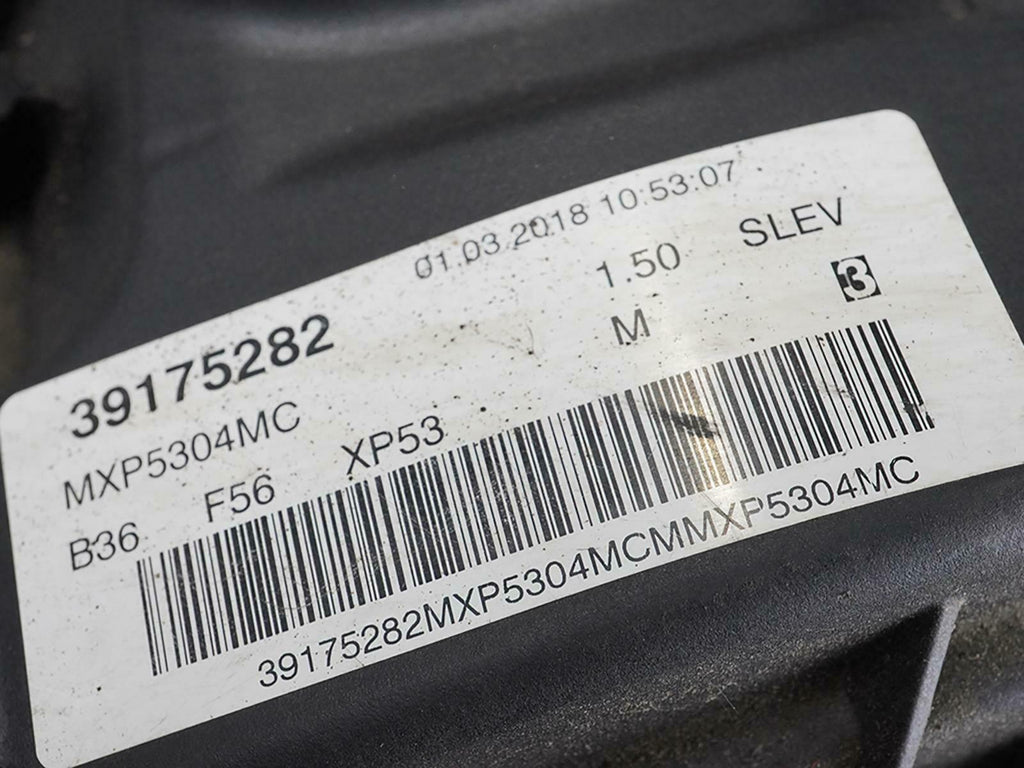 01.03.2018 10:53:07
39175282 1.50 SLEV
MXP5304MC M 3
B36 F56 XP53
39175282MXP5304MCMMXP5304MC